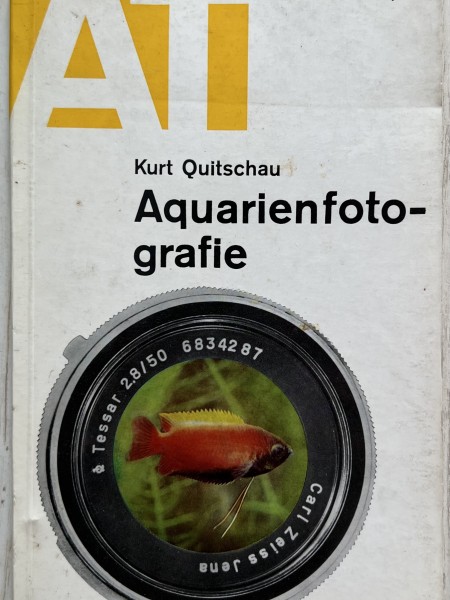 AT
Kurt Quitschau
Aquarienfoto-
grafie
Tessar 2.8/50 6834287
Carl Zeiss Jena